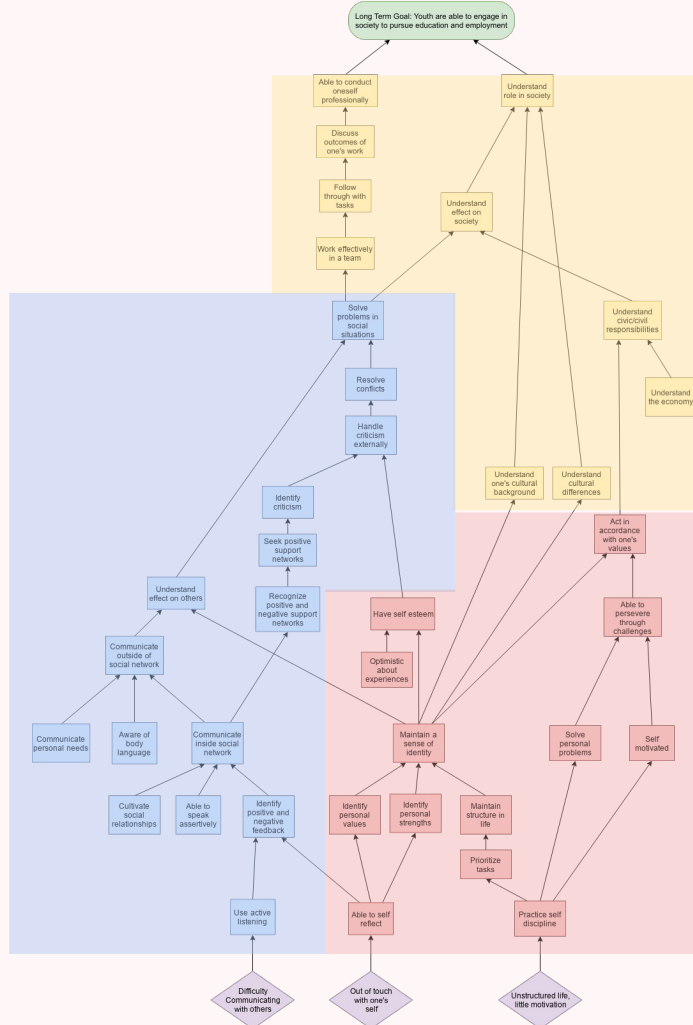 Long Term Goal: Youth are able to engage in
society to pursue education and employment
Able to conduct
oneself
professionally
Understand
role in society
Discuss
outcomes of
one's work
Follow
through with
tasks
Understand
effect on
society
Work effectively
in a team
Solve
problems in
social
situations
Understand
civic/civil
responsibilities
Resolve
conflicts
Understand
the economy
Handle
criticism
externally
Understand
one's cultural
background
Understand
cultural
differences
Identify
criticism
Act in
accordance
with one's
values
Seek positive
support
networks
Understand
effect on others
Recognize
positive and
negative support
networks
Have self esteem
Able to
persevere
through
challenges
Communicate
outside of
social network
Optimistic
about
experiences
Communicate
personal needs
Aware of
body
language
Communicate
inside social
network
Maintain a
sense of
identity
Solve
personal
problems
Self
motivated
Cultivate
social
relationships
Able to
speak
assertively
Identify
positive and
negative
feedback
Identify
personal
values
Identify
personal
strengths
Maintain
structure in
life
Prioritize
tasks
Use active
listening
Able to self
reflect
Practice self
discipline
Difficulty
Communicating
with others
Out of touch
with one's
self
Unstructured life,
little motivation